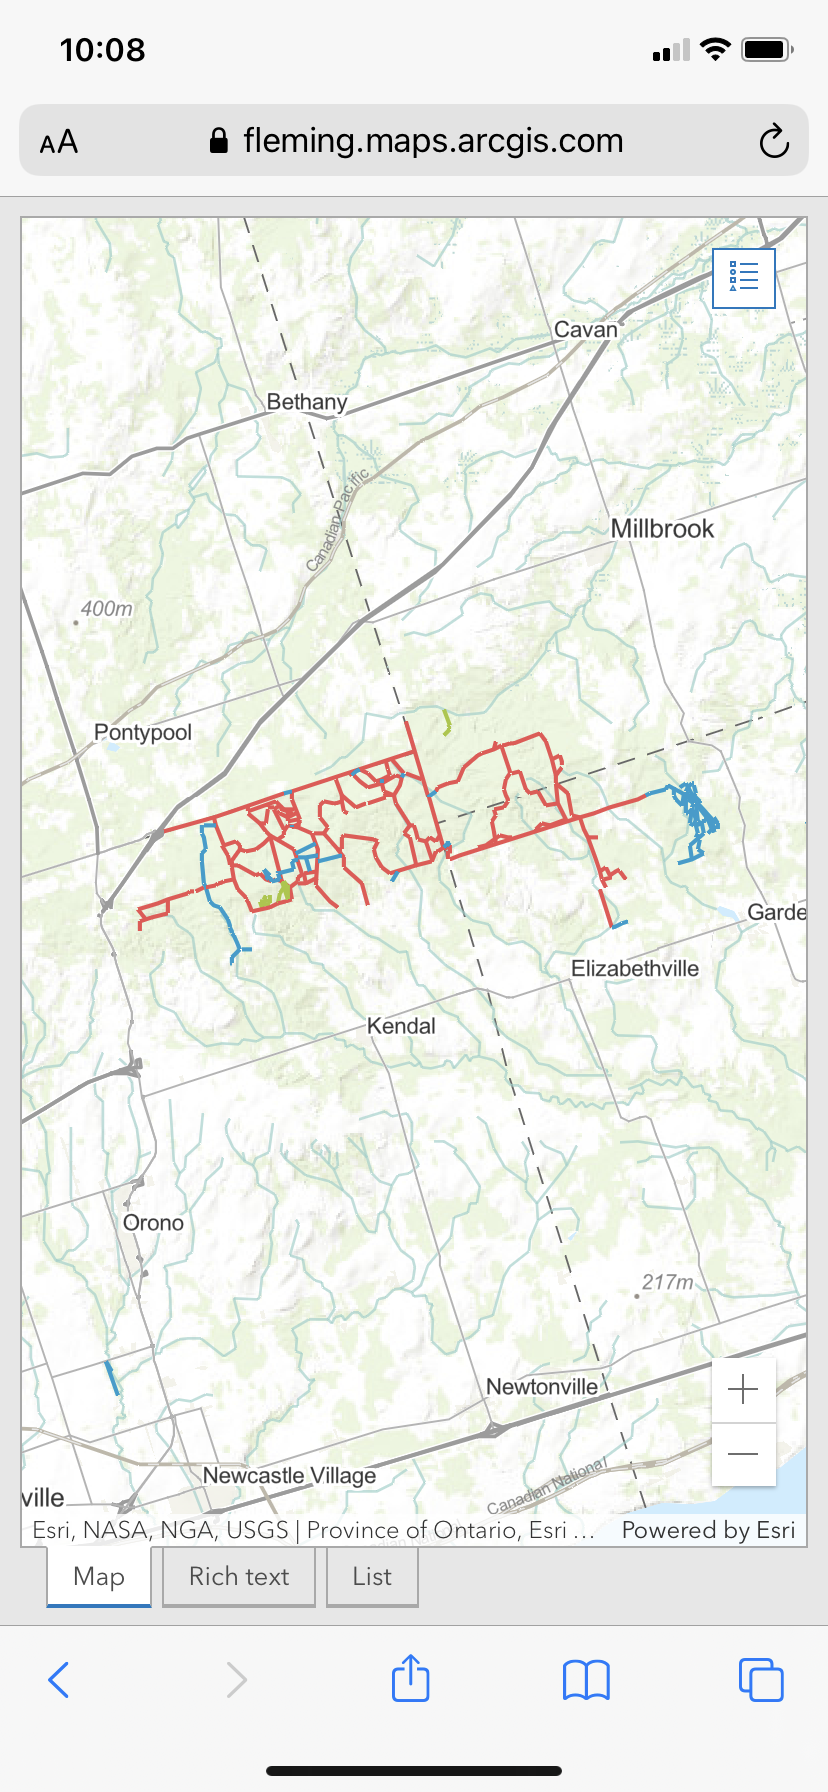 10:08
AA fleming.maps.arcgis.com
Cavan
Bethany
Canadian Pacific
Millbrook
400m
Pontypool
Garde
Elizabethville
Kendal
Orono
217m
Newtonville
Newcastle Village
Canadian National
ville
Esri, NASA, NGA, USGS | Province of Ontario, Esri ... Powered by Esri
Map Rich text List